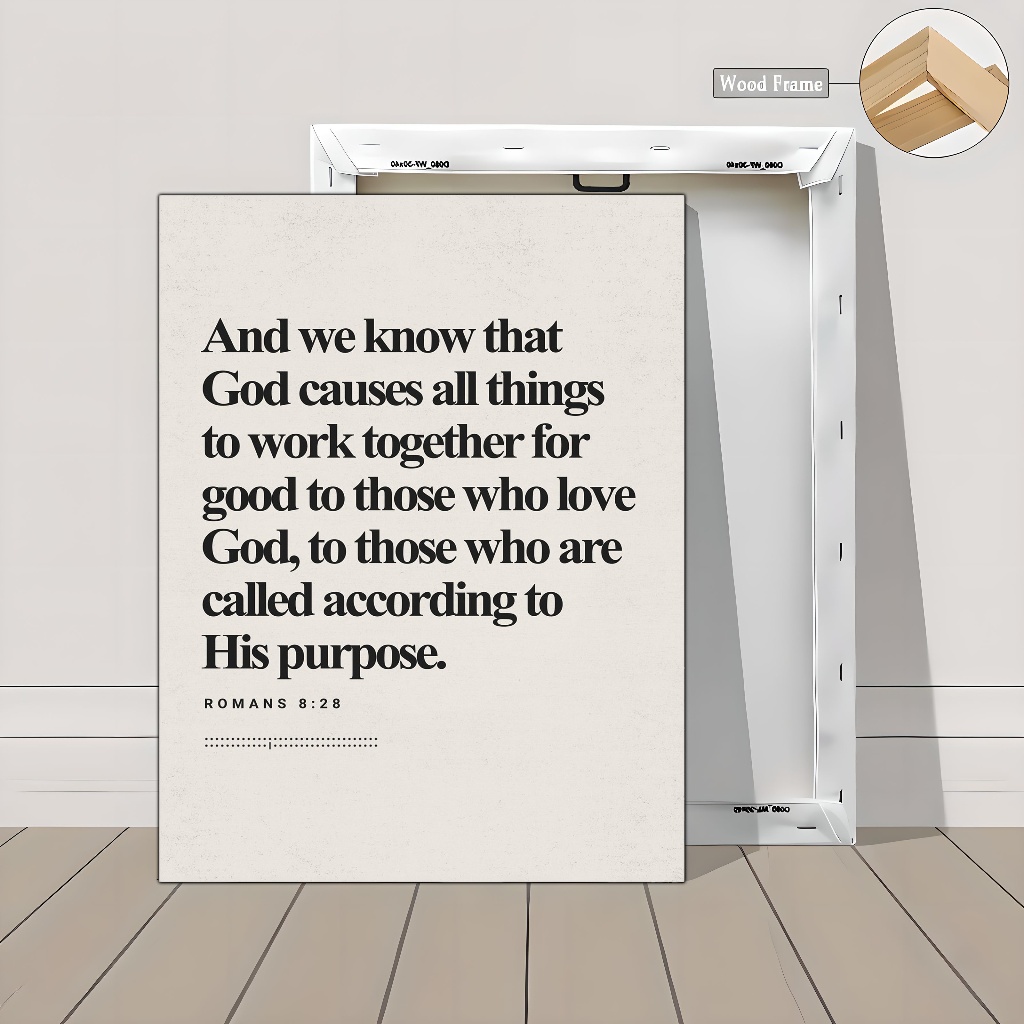 Wood Frame
And we know that
God causes all things
to work together for
good to those who love
God, to those who are
called according to
His purpose.
ROMANS 8:28